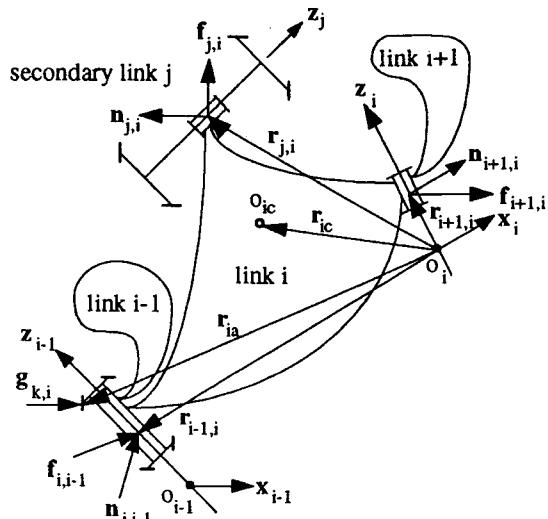 z_j
f_{j,i}
link i+1
secondary link j
z_i
n_{j,i}
r_{j,i}
n_{i+1,i}
f_{i+1,i}
o_{ic}
r_{ic}
r_{i+1,i}
x_i
o_i
link i
link i-1
r_{ia}
z_{i-1}
g_{k,i}
r_{i-1,i}
f_{i,i-1}
o_{i-1}
x_{i-1}
n_{i,i-1}